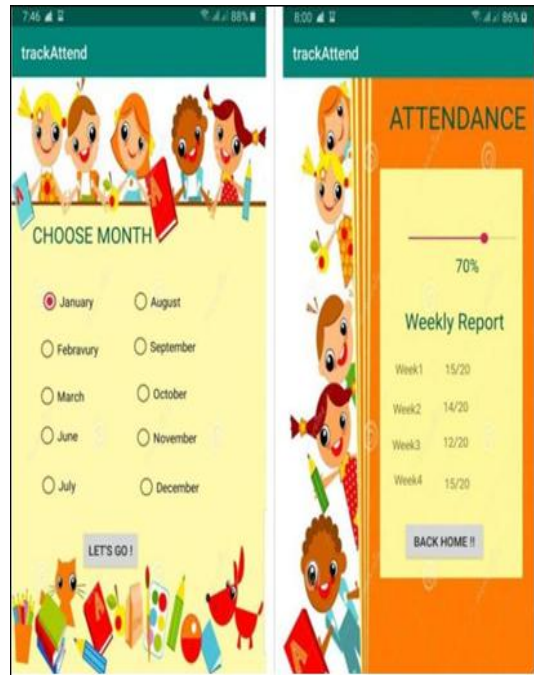 7:46 88%
trackAttend
A
CHOOSE MONTH
January
August
Febravury
September
March
October
June
November
July
December
LET'S GO !
A
8:00 86%
trackAttend
ATTENDANCE
70%
Weekly Report
Week1 15/20
Week2 14/20
Week3 12/20
Week4 15/20
BACK HOME !!
A